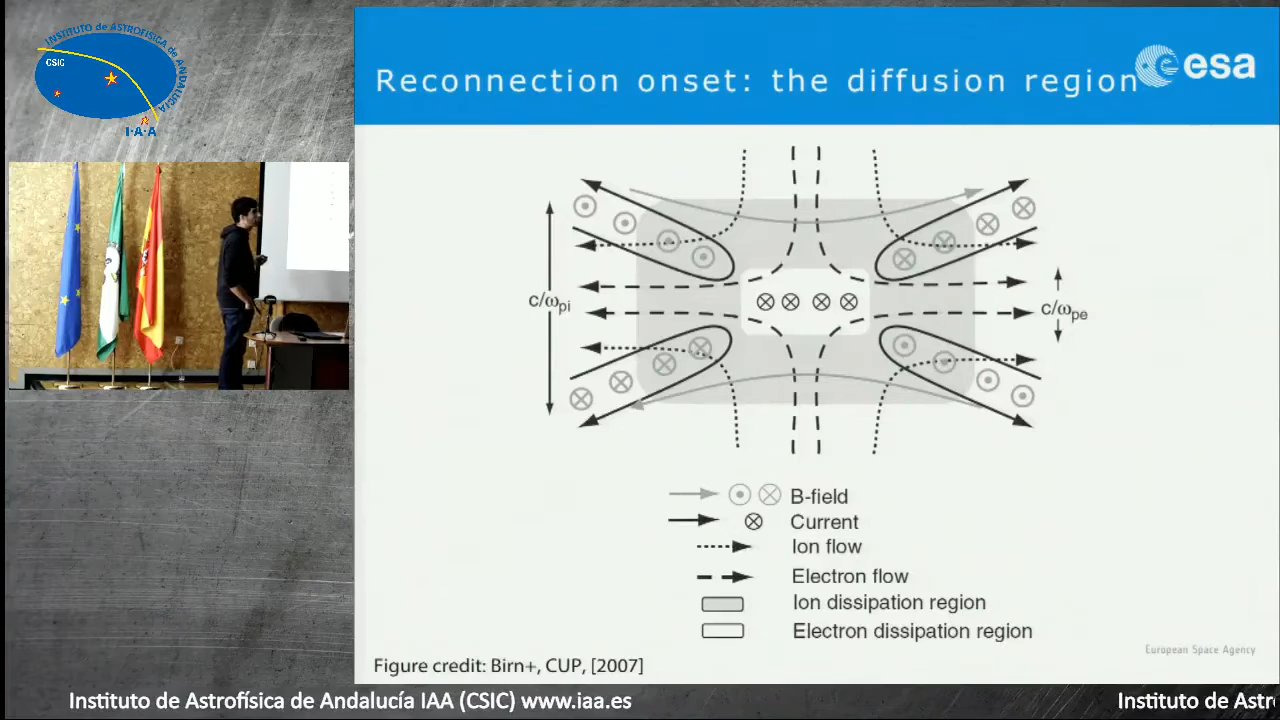 INSTITUTO de ASTROFÍSICA de ANDALUCÍA
CSIC
I·A·A
Reconnection onset: the diffusion region
esa
c/ωpi
c/ωpe
B-field
Current
Ion flow
Electron flow
Ion dissipation region
Electron dissipation region
European Space Agency
Figure credit: Birn+, CUP, [2007]
Instituto de Astrofísica de Andalucía IAA (CSIC) www.iaa.es
Instituto de Astr